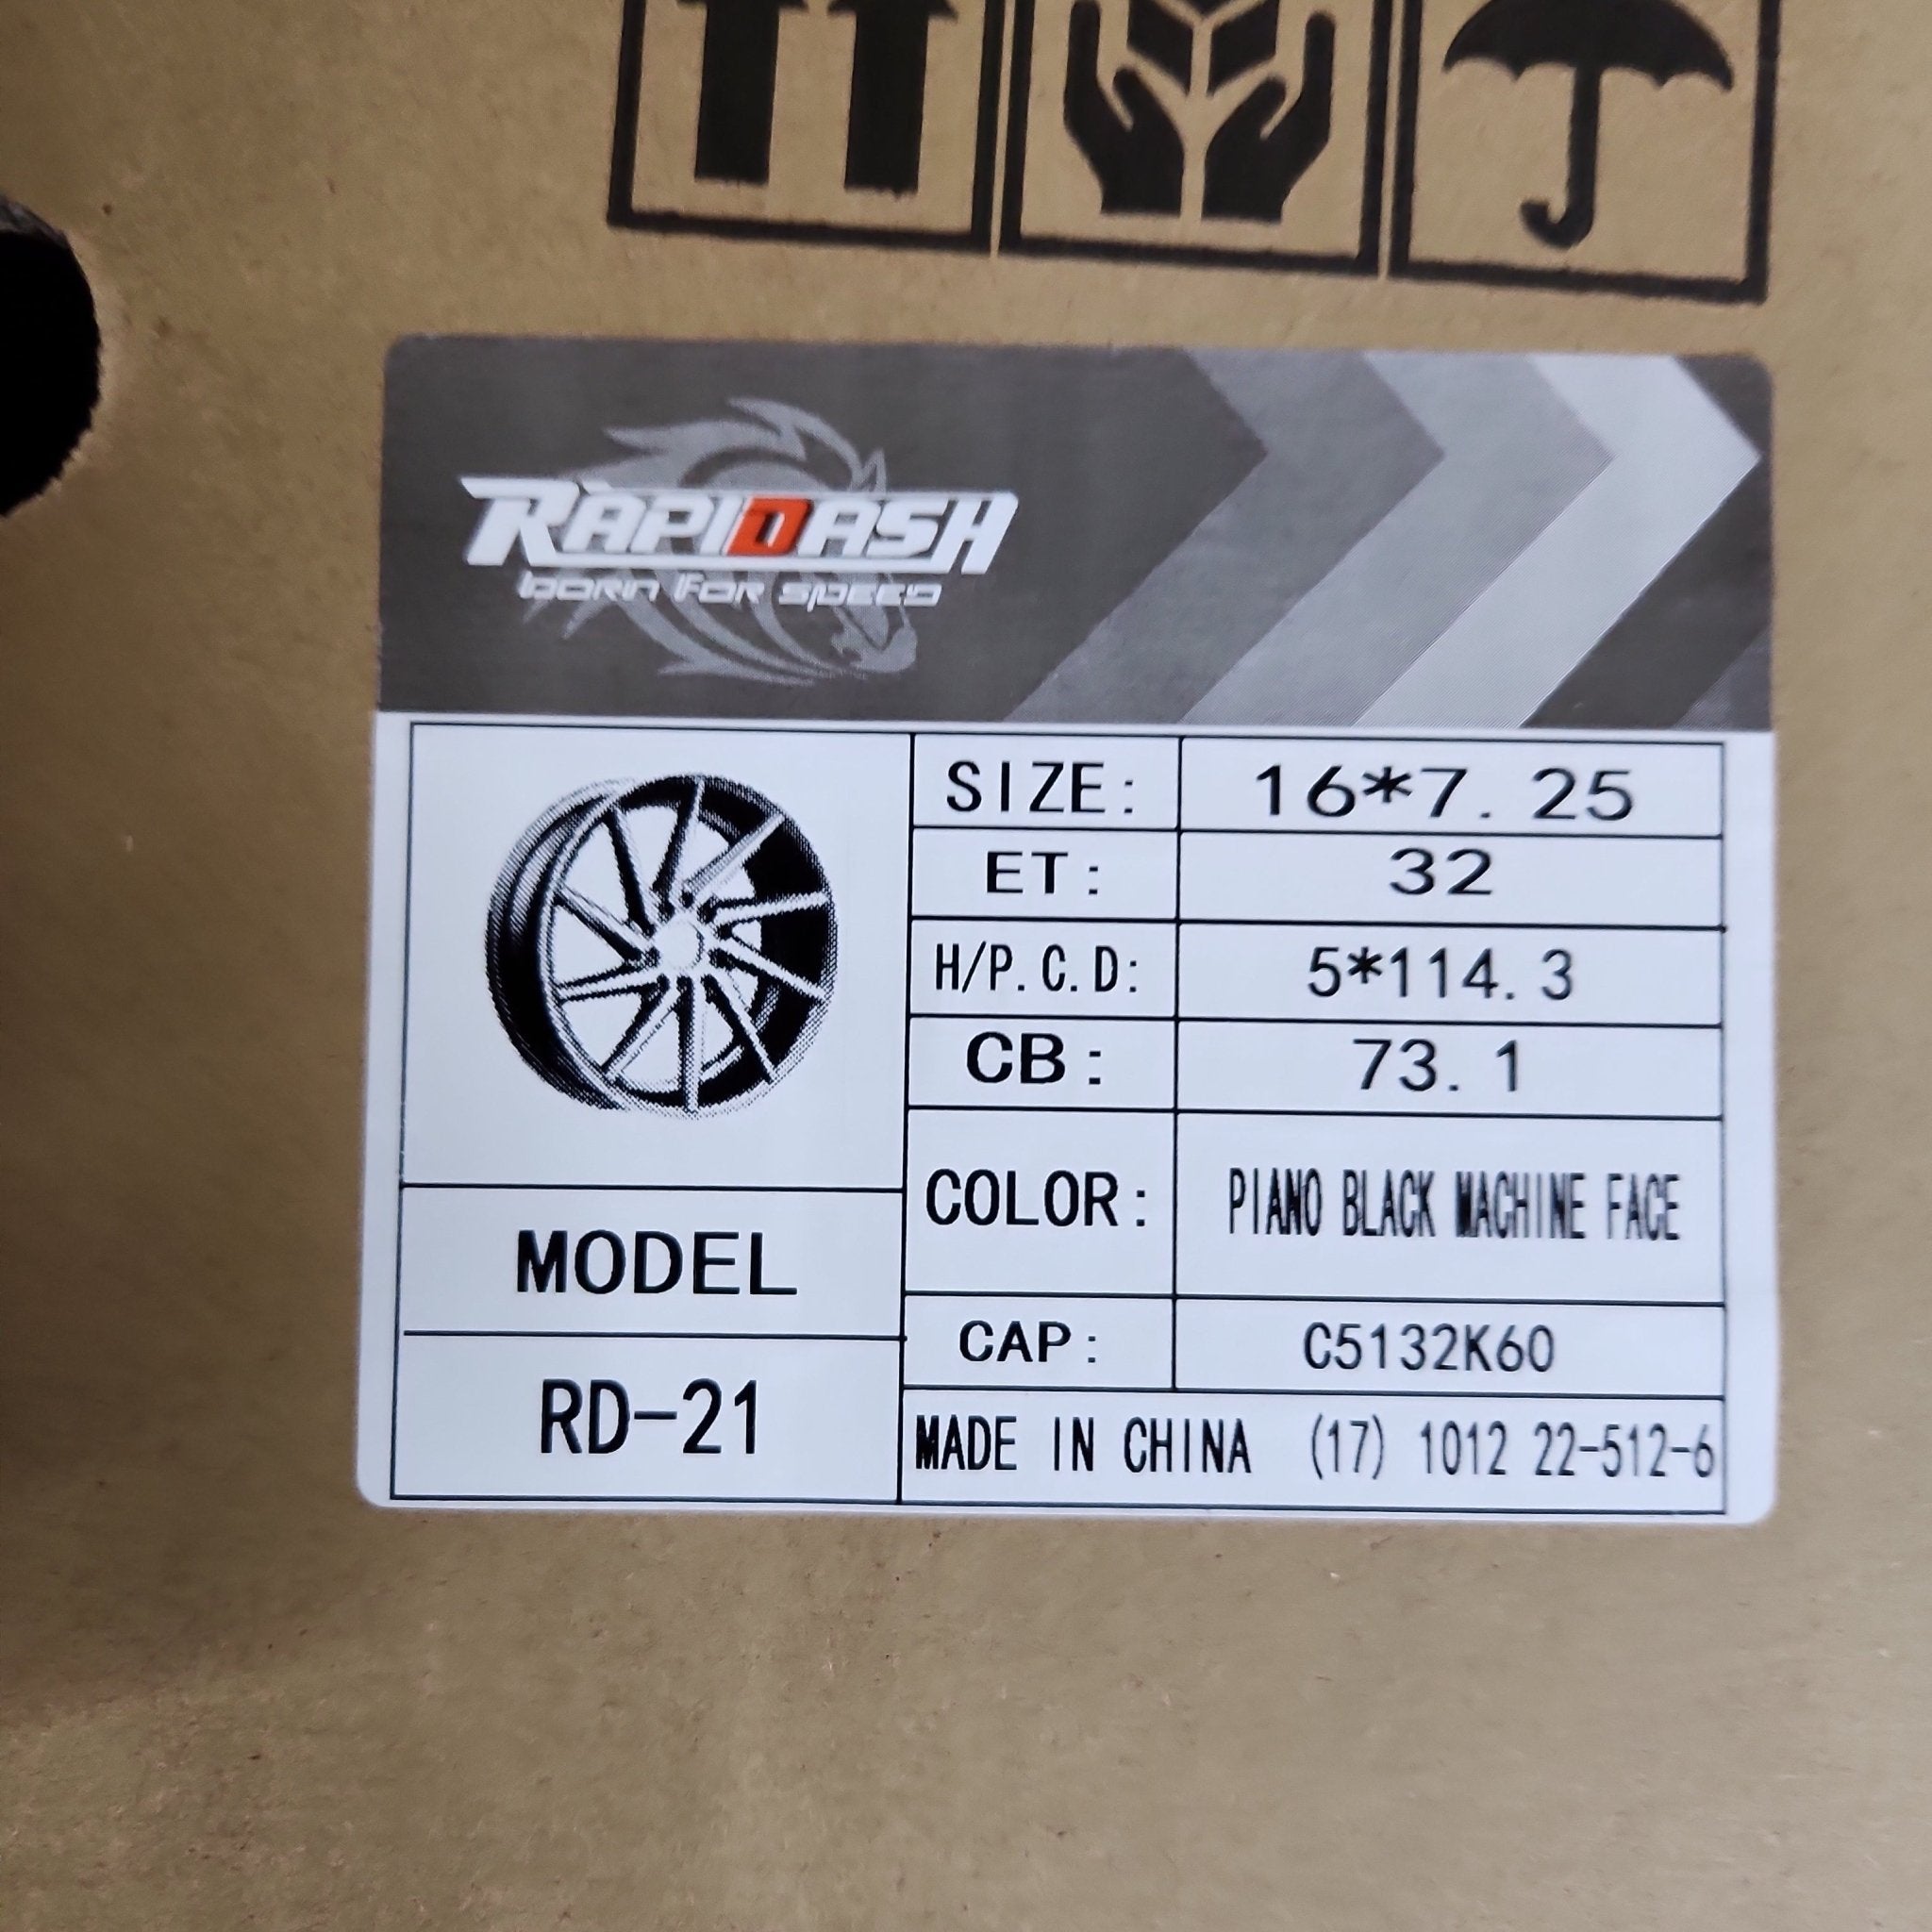 RAPIDASH
born for speed
SIZE: 16*7.25
ET: 32
H/P.C.D: 5*114.3
CB: 73.1
COLOR: PIANO BLACK MACHINE FACE
CAP: C5132K60
MADE IN CHINA (17) 1012 22-512-6
MODEL
RD-21